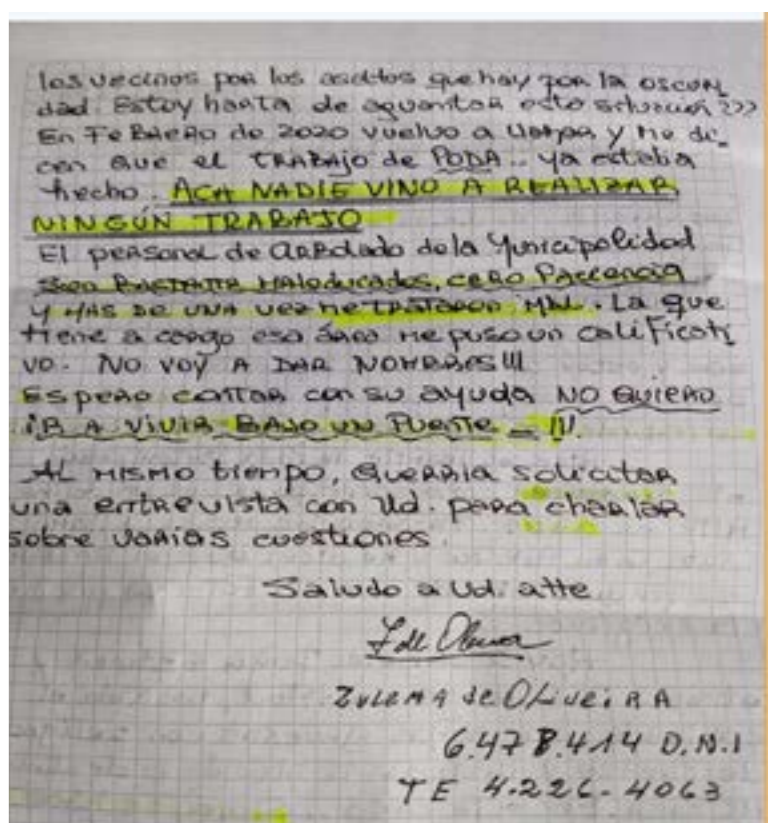 los vecinos por los asaltos que hay por la oscuri
dad. Estoy harta de aguantar esta situación ???
En FeBRERO de 2020 vuelvo a llamar y me di_
cen que el TRABAJO de PODA.. ya estaba
hecho. ACA NADIE VINO A REALIZAR
NINGÚN TRABAJO
El personal de ARBolado de la Municipalidad
son BASTANTE MALeducados, CERO Paciencia
Y MAS DE UNA vez me TRATARON MAL. La que
tiene a cargo esa área me puso un calificati
vo. NO VOY A DAR NOMBRES!!!
Espero contar con su ayuda NO QUIERO
iR A VIVIR BAJO UN PUENTE _ !!!
AL MISMO tiempo, querría solicitar
una entrevista con Ud. para charlar
sobre varias cuestiones.
Saludo a Ud. atte
ZULEMA de OLiveiRA
6.478.414 D.N.I
TE 4.226-4063